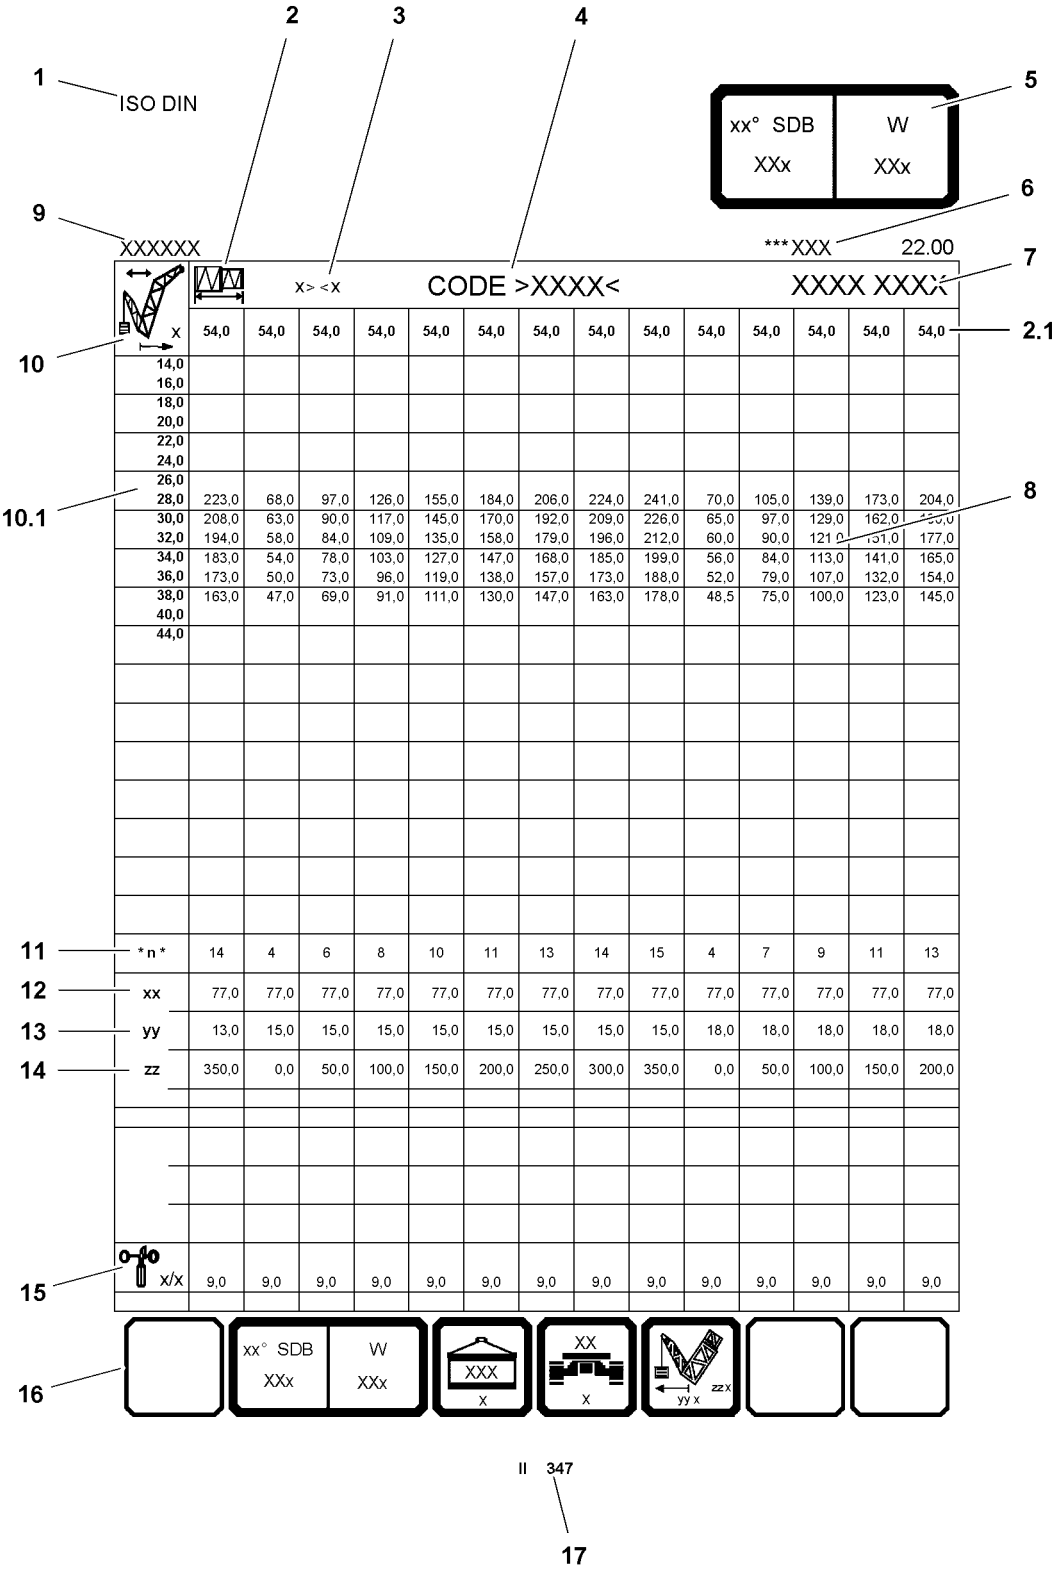 2 3 4
1
ISO DIN
5
xx° SDB W
XXx XXx
6
9
XXXXXX ***XXX 22.00
7
x> <x CODE >XXXX< XXXX XXXX
x 54,0 54,0 54,0 54,0 54,0 54,0 54,0 54,0 54,0 54,0 54,0 54,0 54,0 54,0 2.1
10
14,0
16,0
18,0
20,0
22,0
24,0
26,0
28,0 223,0 68,0 97,0 126,0 155,0 184,0 206,0 224,0 241,0 70,0 105,0 139,0 173,0 204,0
8
10.1
30,0 208,0 63,0 90,0 117,0 145,0 170,0 192,0 209,0 226,0 65,0 97,0 129,0 162,0
32,0 194,0 58,0 84,0 109,0 135,0 158,0 179,0 196,0 212,0 60,0 90,0 121,0 177,0
34,0 183,0 54,0 78,0 103,0 127,0 147,0 168,0 185,0 199,0 56,0 84,0 113,0 141,0 165,0
36,0 173,0 50,0 73,0 96,0 119,0 138,0 157,0 173,0 188,0 52,0 79,0 107,0 132,0 154,0
38,0 163,0 47,0 69,0 91,0 111,0 130,0 147,0 163,0 178,0 48,5 75,0 100,0 123,0 145,0
40,0
44,0
11 * n * 14 4 6 8 10 11 13 14 15 4 7 9 11 13
12 xx 77,0 77,0 77,0 77,0 77,0 77,0 77,0 77,0 77,0 77,0 77,0 77,0 77,0 77,0
13 yy 13,0 15,0 15,0 15,0 15,0 15,0 15,0 15,0 15,0 18,0 18,0 18,0 18,0 18,0
14 zz 350,0 0,0 50,0 100,0 150,0 200,0 250,0 300,0 350,0 0,0 50,0 100,0 150,0 200,0
15 x/x 9,0 9,0 9,0 9,0 9,0 9,0 9,0 9,0 9,0 9,0 9,0 9,0 9,0 9,0
16
xx° SDB W
XXx XXx
XXX
x
XX
x
yy x zz x
II 347
17